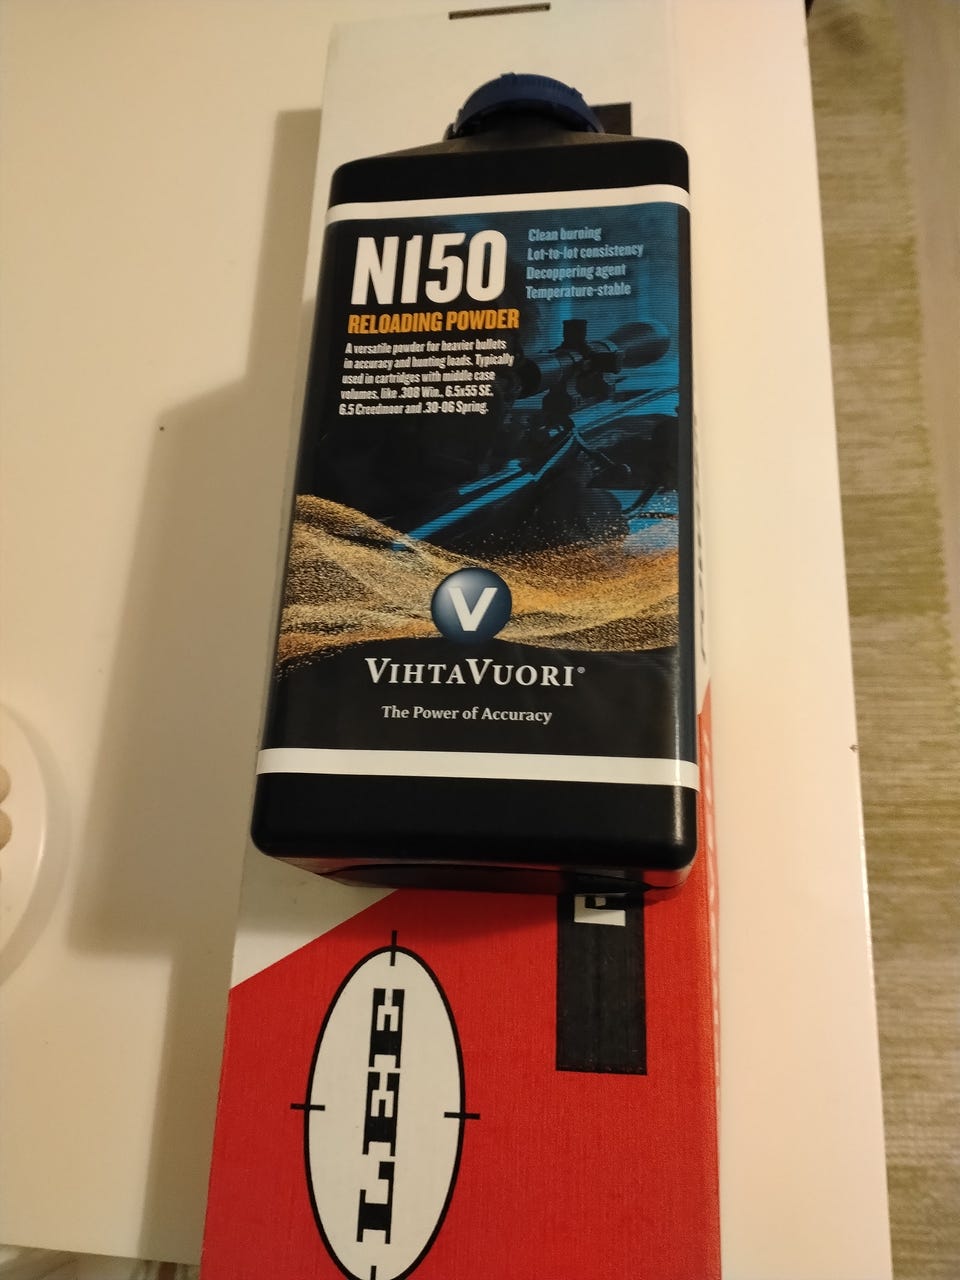 N150
RELOADING POWDER
A versatile powder for heavier bullets
in accuracy and hunting loads. Typically
used in cartridges with middle case
volumes, like .308 Win., 6.5x55 SE,
6.5 Creedmoor and .30-06 Spring.
Clean burning
Lot-to-lot consistency
Decoppering agent
Temperature-stable
V
VIHTAVUORI®
The Power of Accuracy
LEE